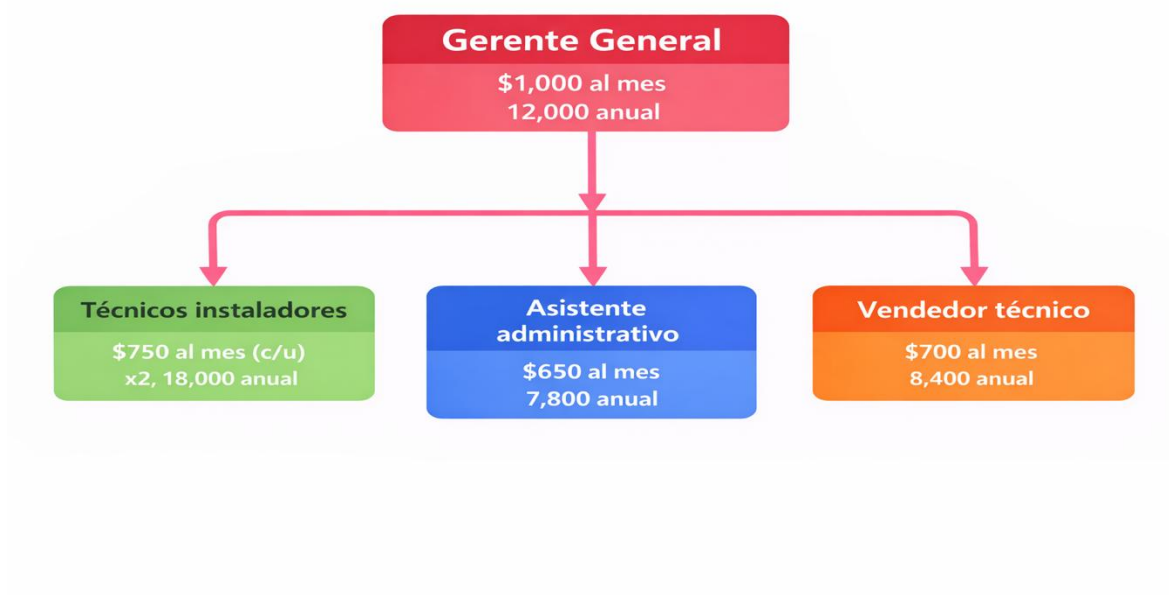 Gerente General
$1,000 al mes
12,000 anual
Técnicos instaladores
$750 al mes (c/u)
x2, 18,000 anual
Asistente
administrativo
$650 al mes
7,800 anual
Vendedor técnico
$700 al mes
8,400 anual